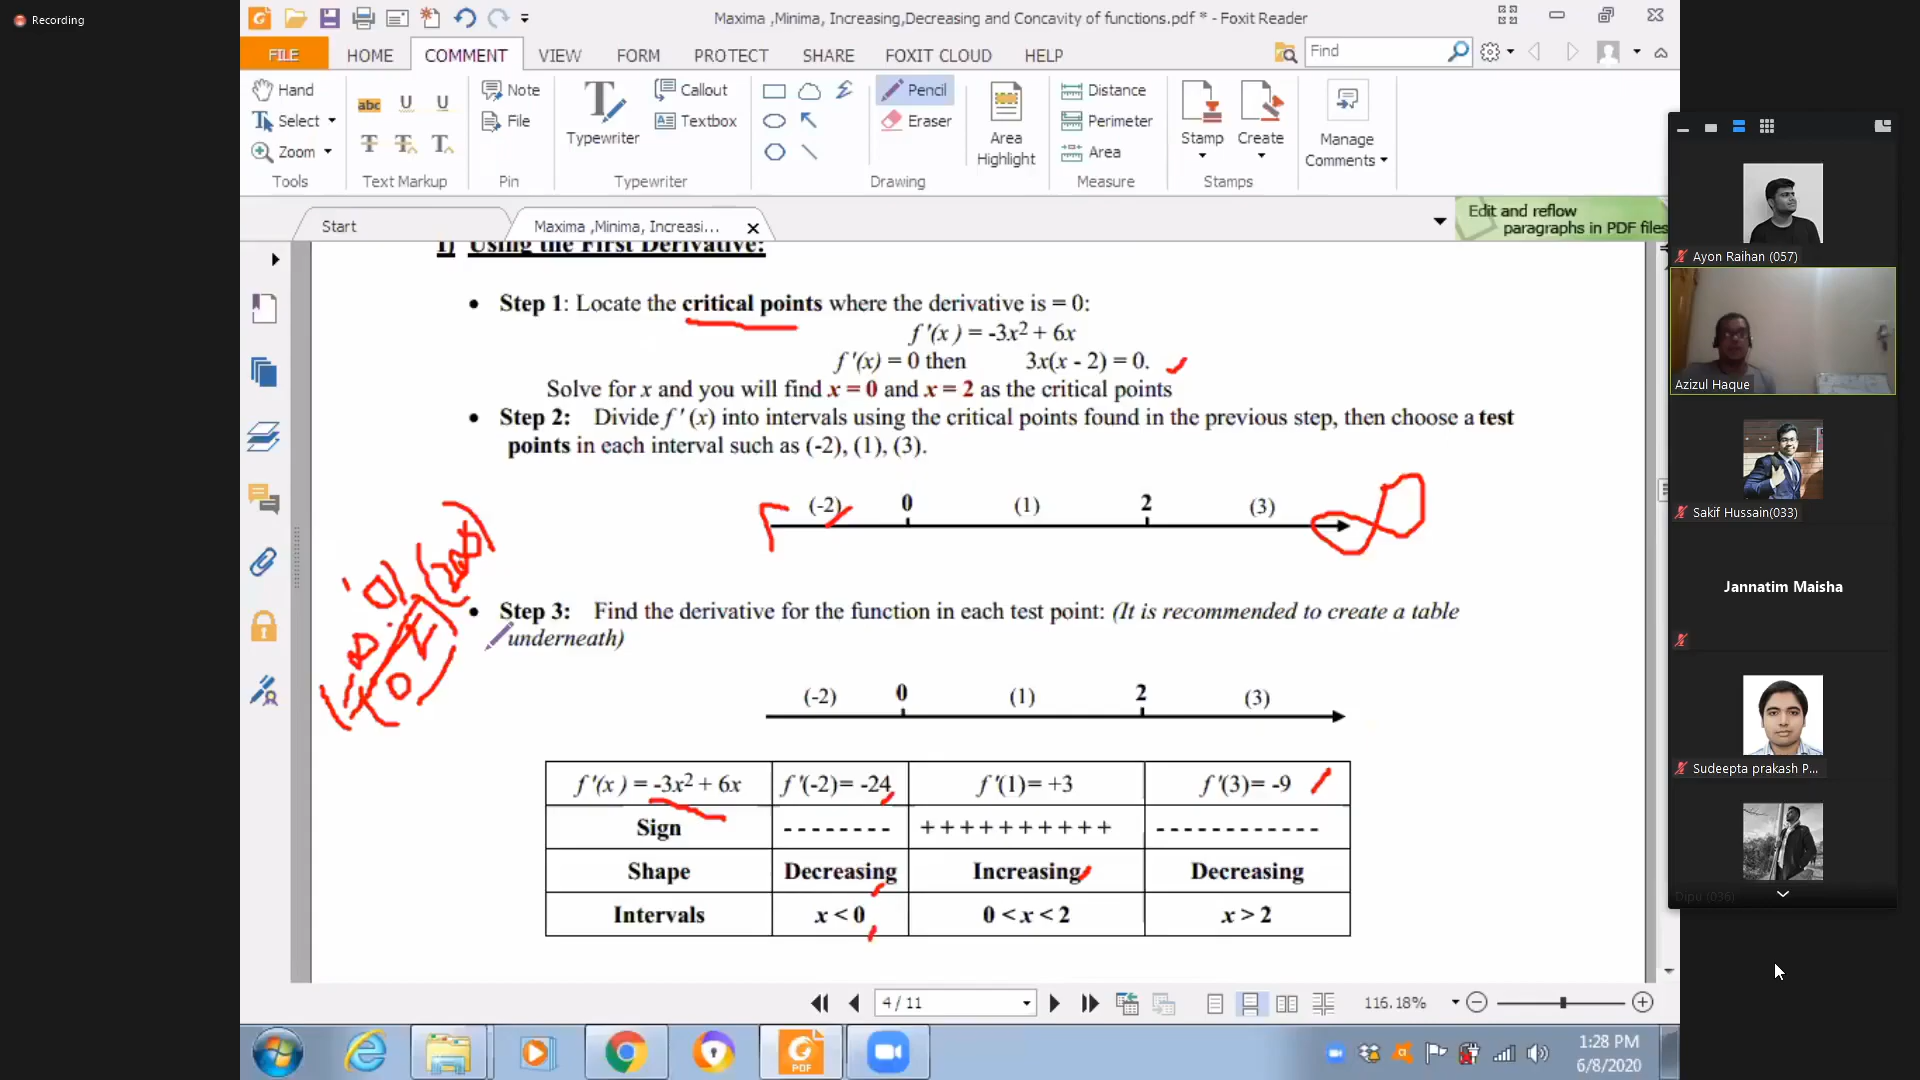 Recording
Maxima ,Minima, Increasing,Decreasing and Concavity of functions.pdf * - Foxit Reader
FILE HOME COMMENT VIEW FORM PROTECT SHARE FOXIT CLOUD HELP Find
Hand
Select
Zoom
Tools
abc U U
T T T
Text Markup
Note
File
Pin
Typewriter
Callout
Textbox
Typewriter
Pencil
Eraser
Area
Highlight
Drawing
Distance
Perimeter
Area
Measure
Stamp
Create
Stamps
Manage
Comments
Start
Maxima ,Minima, Increasi...
Edit and reflow
paragraphs in PDF files
I) Using the First Derivative:
• Step 1: Locate the critical points where the derivative is = 0:
f '(x ) = -3x² + 6x
f '(x) = 0 then 3x(x - 2) = 0.
Solve for x and you will find x = 0 and x = 2 as the critical points
• Step 2: Divide f ' (x) into intervals using the critical points found in the previous step, then choose a test
points in each interval such as (-2), (1), (3).
(-2) 0 (1) 2 (3)
• Step 3: Find the derivative for the function in each test point: (It is recommended to create a table
underneath)
(-2) 0 (1) 2 (3)
f '(x ) = -3x² + 6x f '(-2)= -24 f '(1)= +3 f '(3)= -9
Sign - - - - - - - - + + + + + + + + + + - - - - - - - - - - - -
Shape Decreasing Increasing Decreasing
Intervals x < 0 0 < x < 2 x > 2
4 / 11
116.18%
PDF
1:28 PM
6/8/2020
Ayon Raihan (057)
Azizul Haque
Sakif Hussain(033)
Jannatim Maisha
Sudeepta prakash P...
Dipu (036)